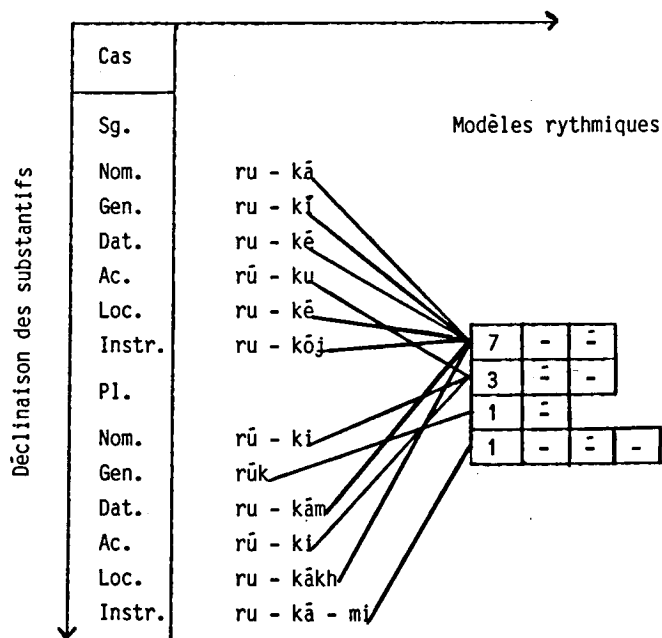 Cas
Déclinaison des substantifs
Sg.
Modèles rythmiques
Nom. ru - kā
Gen. ru - kī
Dat. ru - kē
Ac. rū - ku
Loc. ru - kē
Instr. ru - kōj
7 - -́
Pl.
3 -́ -
1 -́
Nom. rū - ki
1 - -́ -
Gen. rūk
Dat. ru - kām
Ac. rū - ki
Loc. ru - kākh
Instr. ru - kā - mi